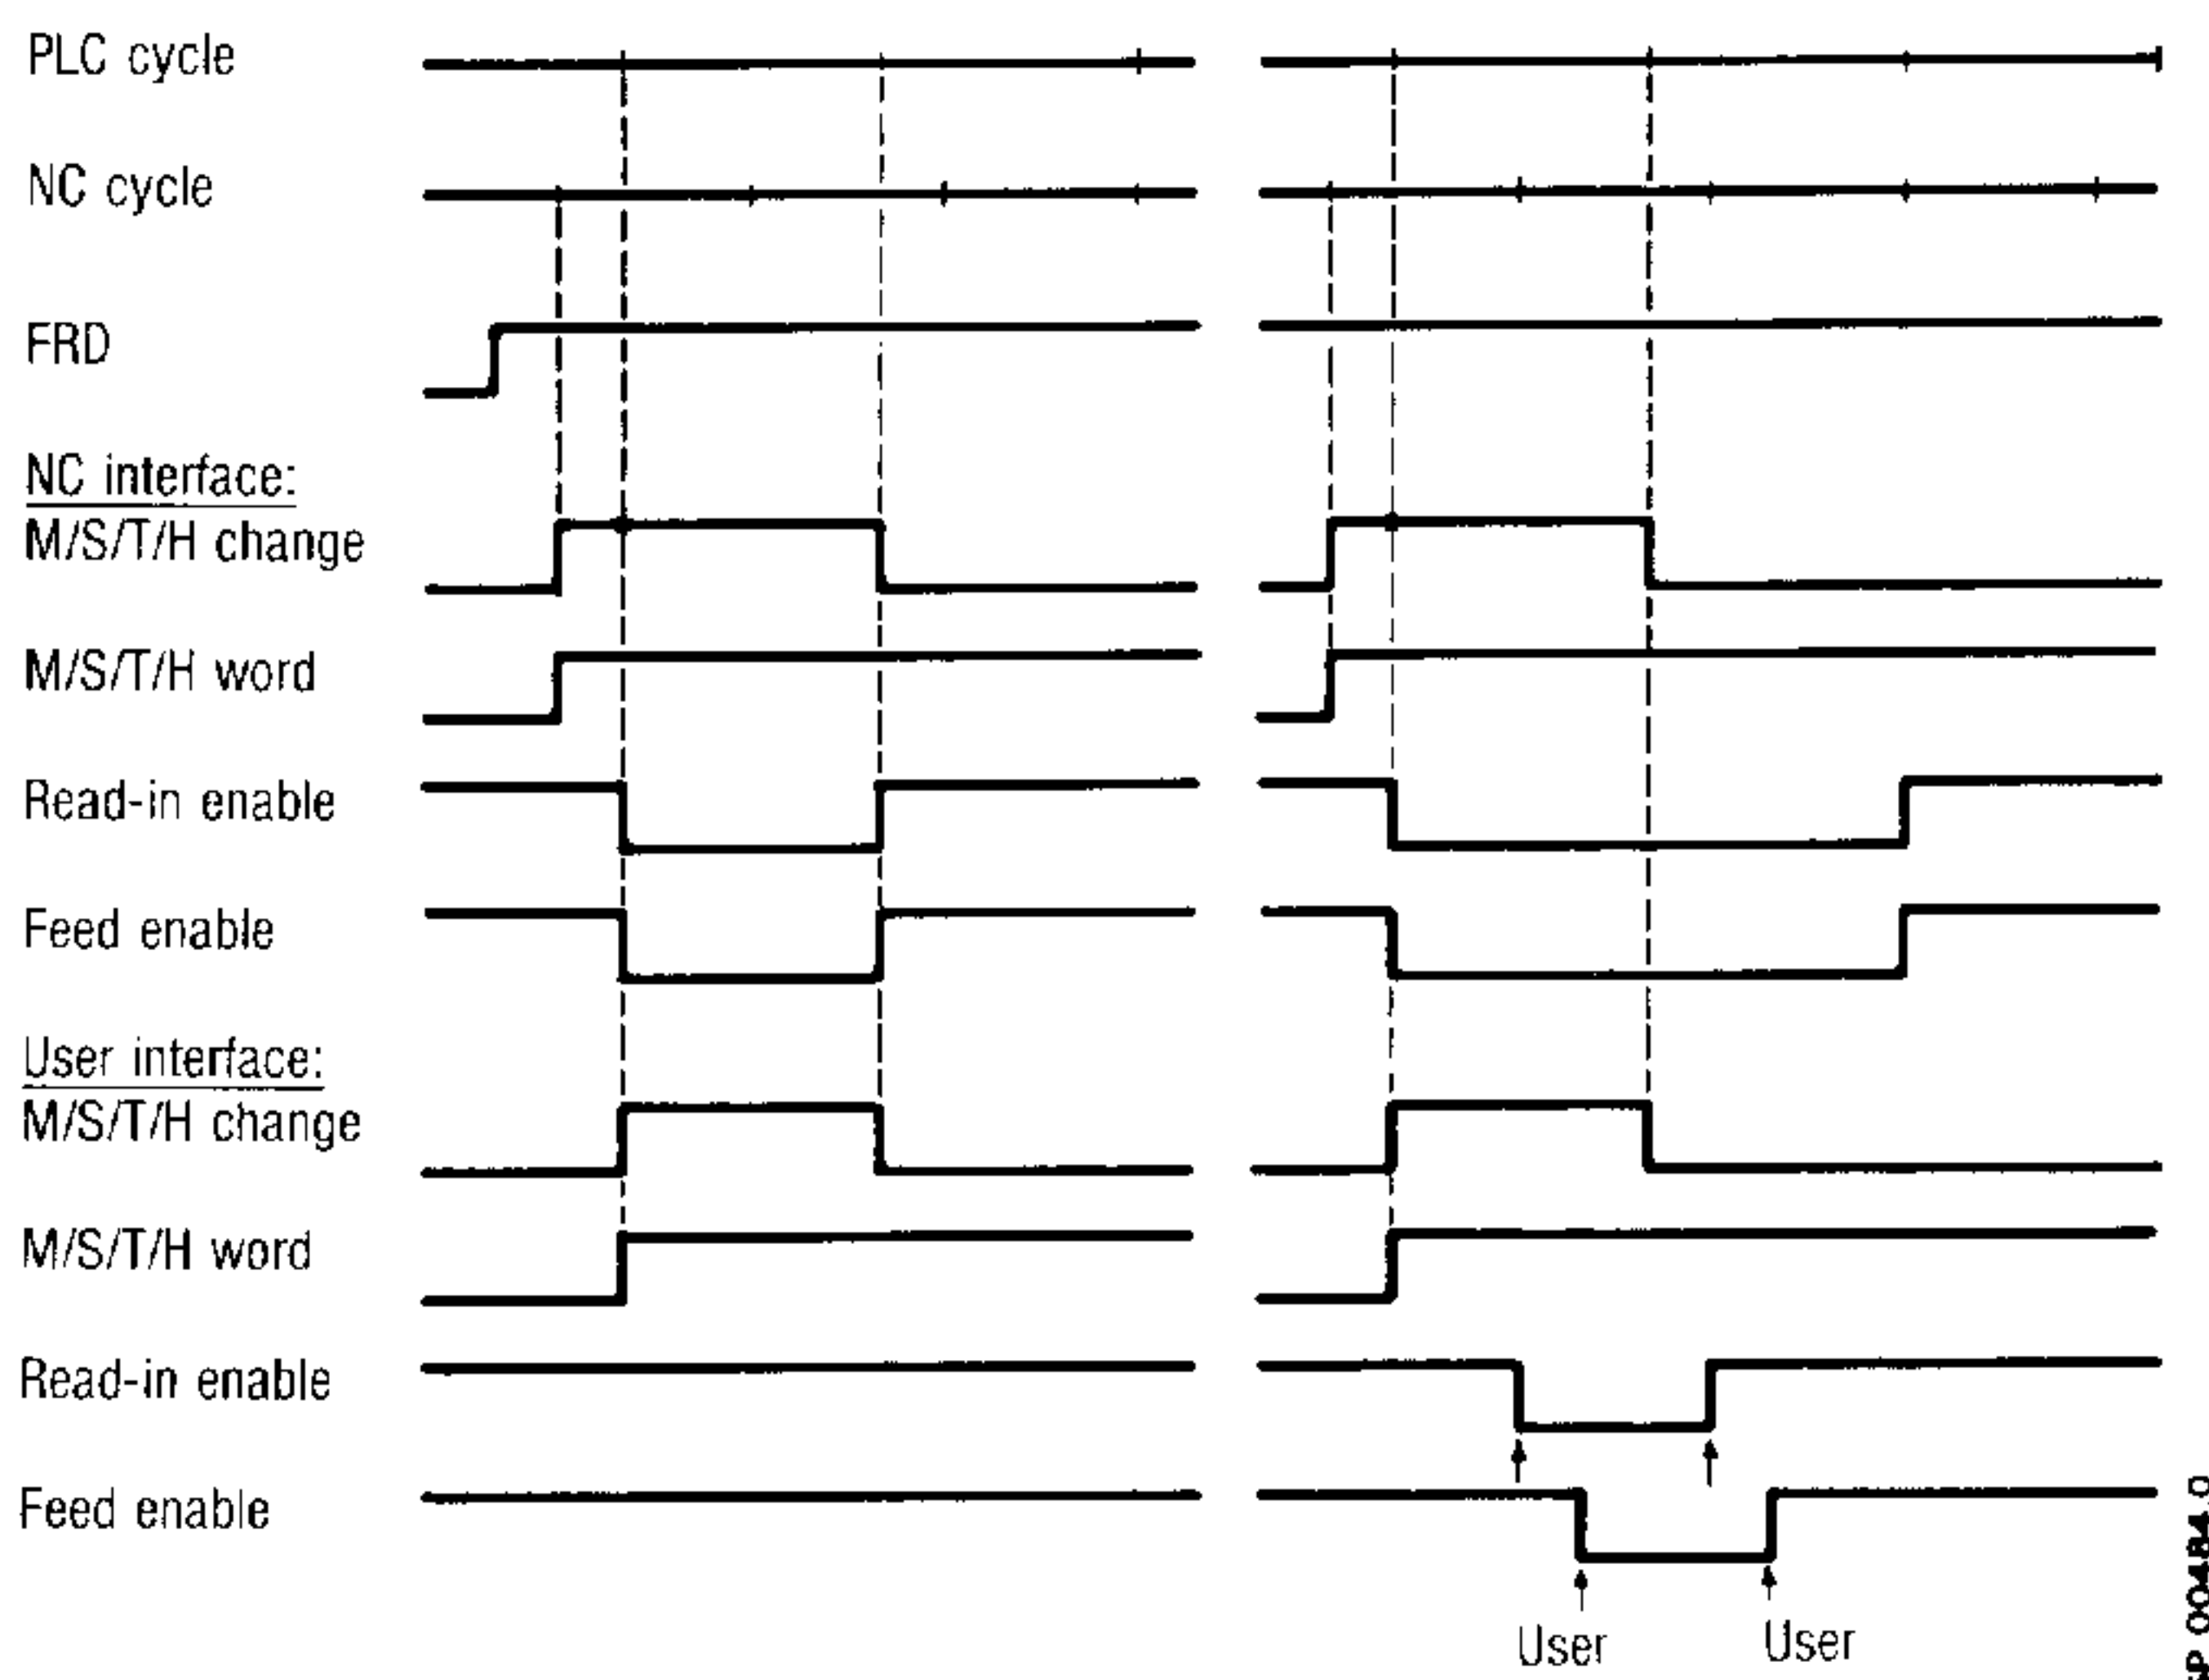 PLC cycle
NC cycle
FRD
NC interface:
M/S/T/H change
M/S/T/H word
Read-in enable
Feed enable
User interface:
M/S/T/H change
M/S/T/H word
Read-in enable
Feed enable
User
User